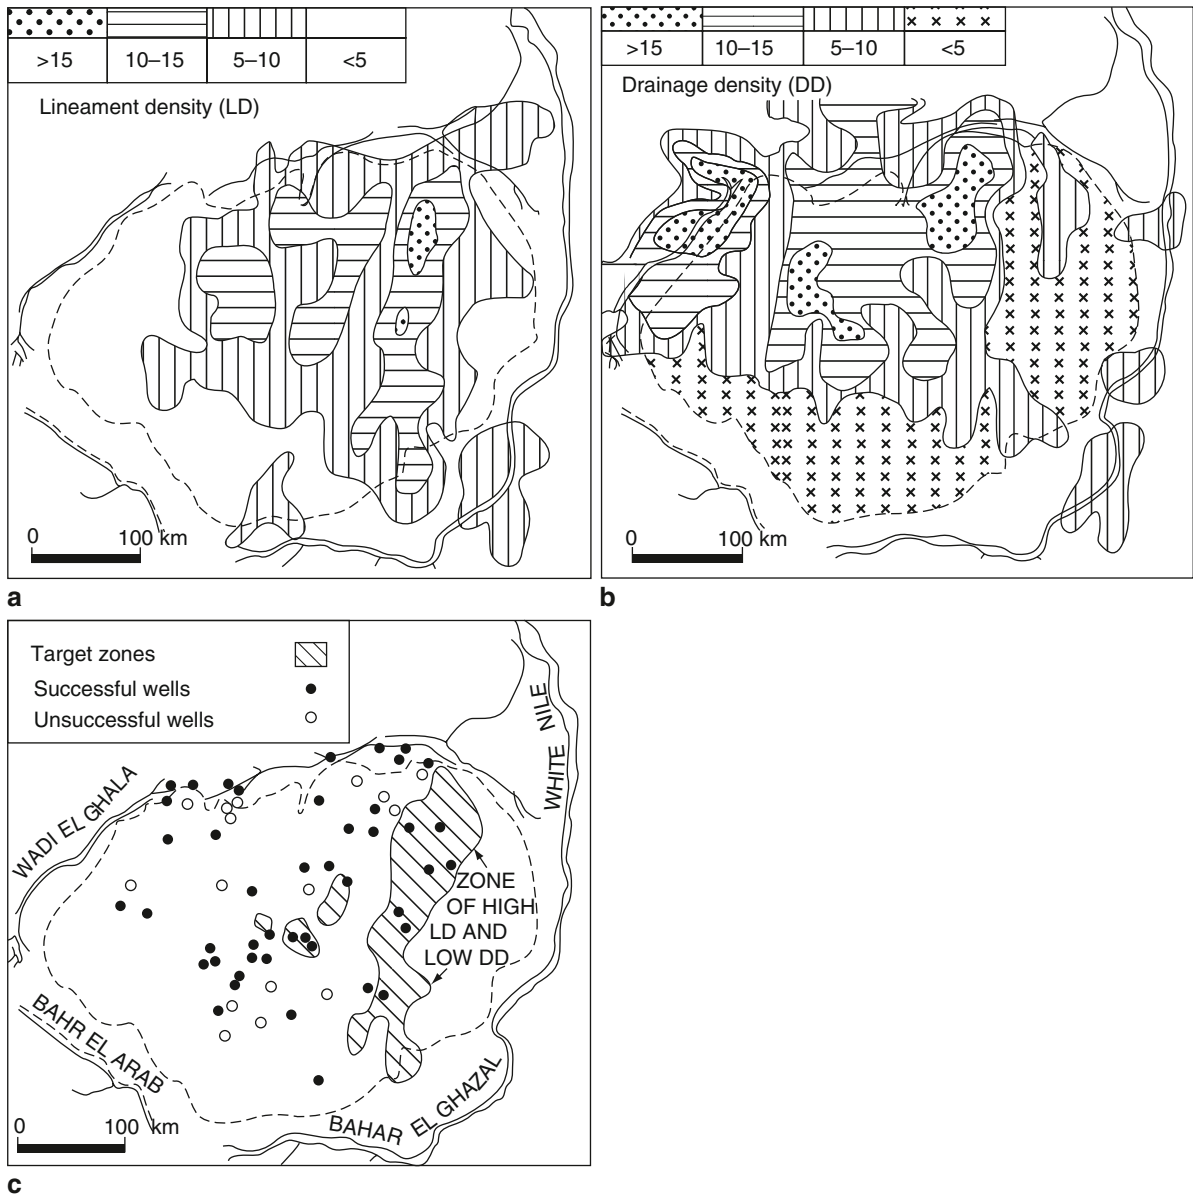 >15 10–15 5–10 <5
Lineament density (LD)
0 100 km
a
>15 10–15 5–10 <5
Drainage density (DD)
0 100 km
b
Target zones
Successful wells
Unsuccessful wells
WHITE NILE
WADI EL GHALA
ZONE
OF HIGH
LD AND
LOW DD
BAHR EL ARAB
BAHAR EL GHAZAL
0 100 km
c